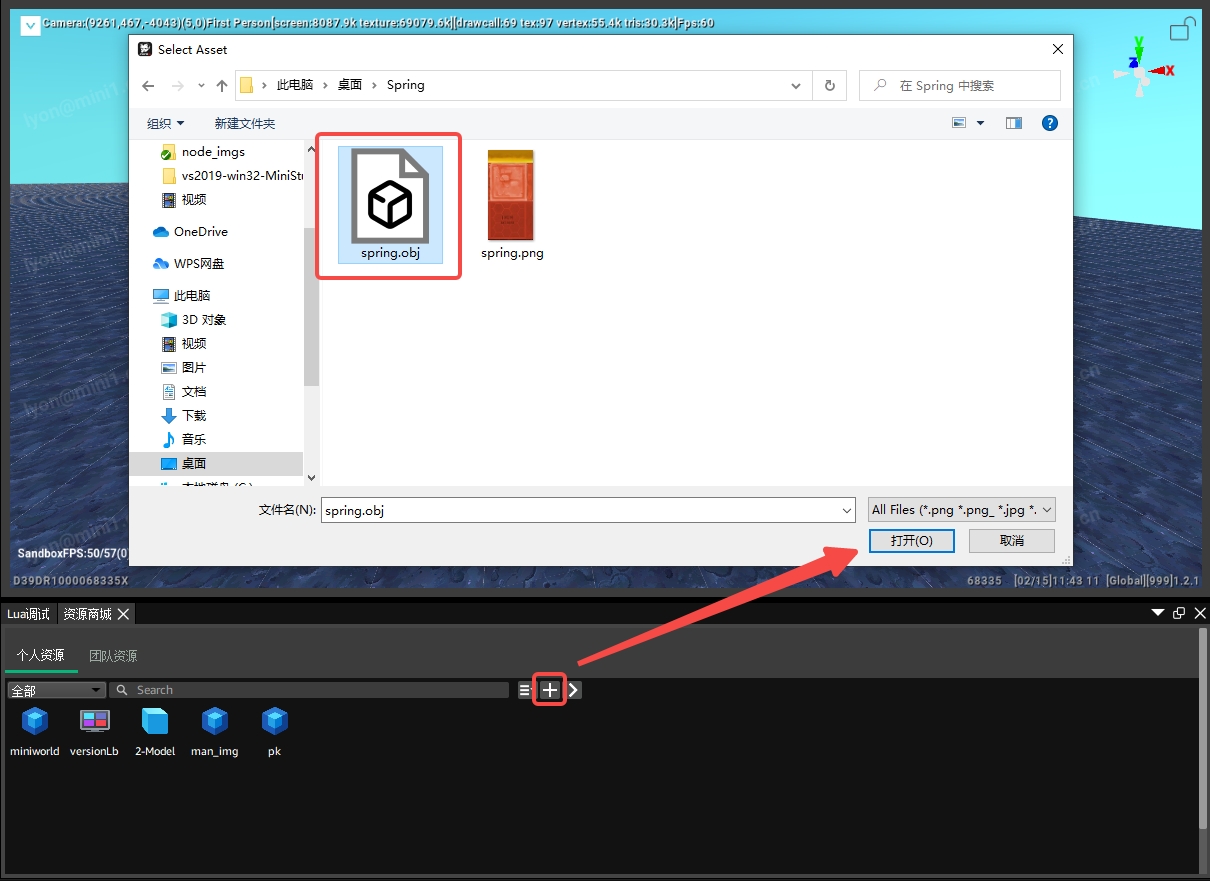 Camera:(9261,467,-4043)(5,0)First Person[screen:8087.9k texture:69079.6k][drawcall:69 tex:97 vertex:55.4k tris:30.3k]Fps:60
Y
Z
X
Select Asset
此电脑 > 桌面 > Spring
在 Spring 中搜索
组织
新建文件夹
node_imgs
vs2019-win32-MiniStu
视频
OneDrive
WPS网盘
此电脑
3D 对象
视频
图片
文档
下载
音乐
桌面
spring.obj
spring.png
文件名(N):
spring.obj
All Files (*.png *.png_ *.jpg *.
打开(O)
取消
SandboxFPS:50/57(0)
D39DR1000068335X
68335 [02/15]11:43 11 [Global][999]1.2.1
Lua调试
资源商城
个人资源
团队资源
全部
Search
miniworld
versionLb
2-Model
man_img
pk